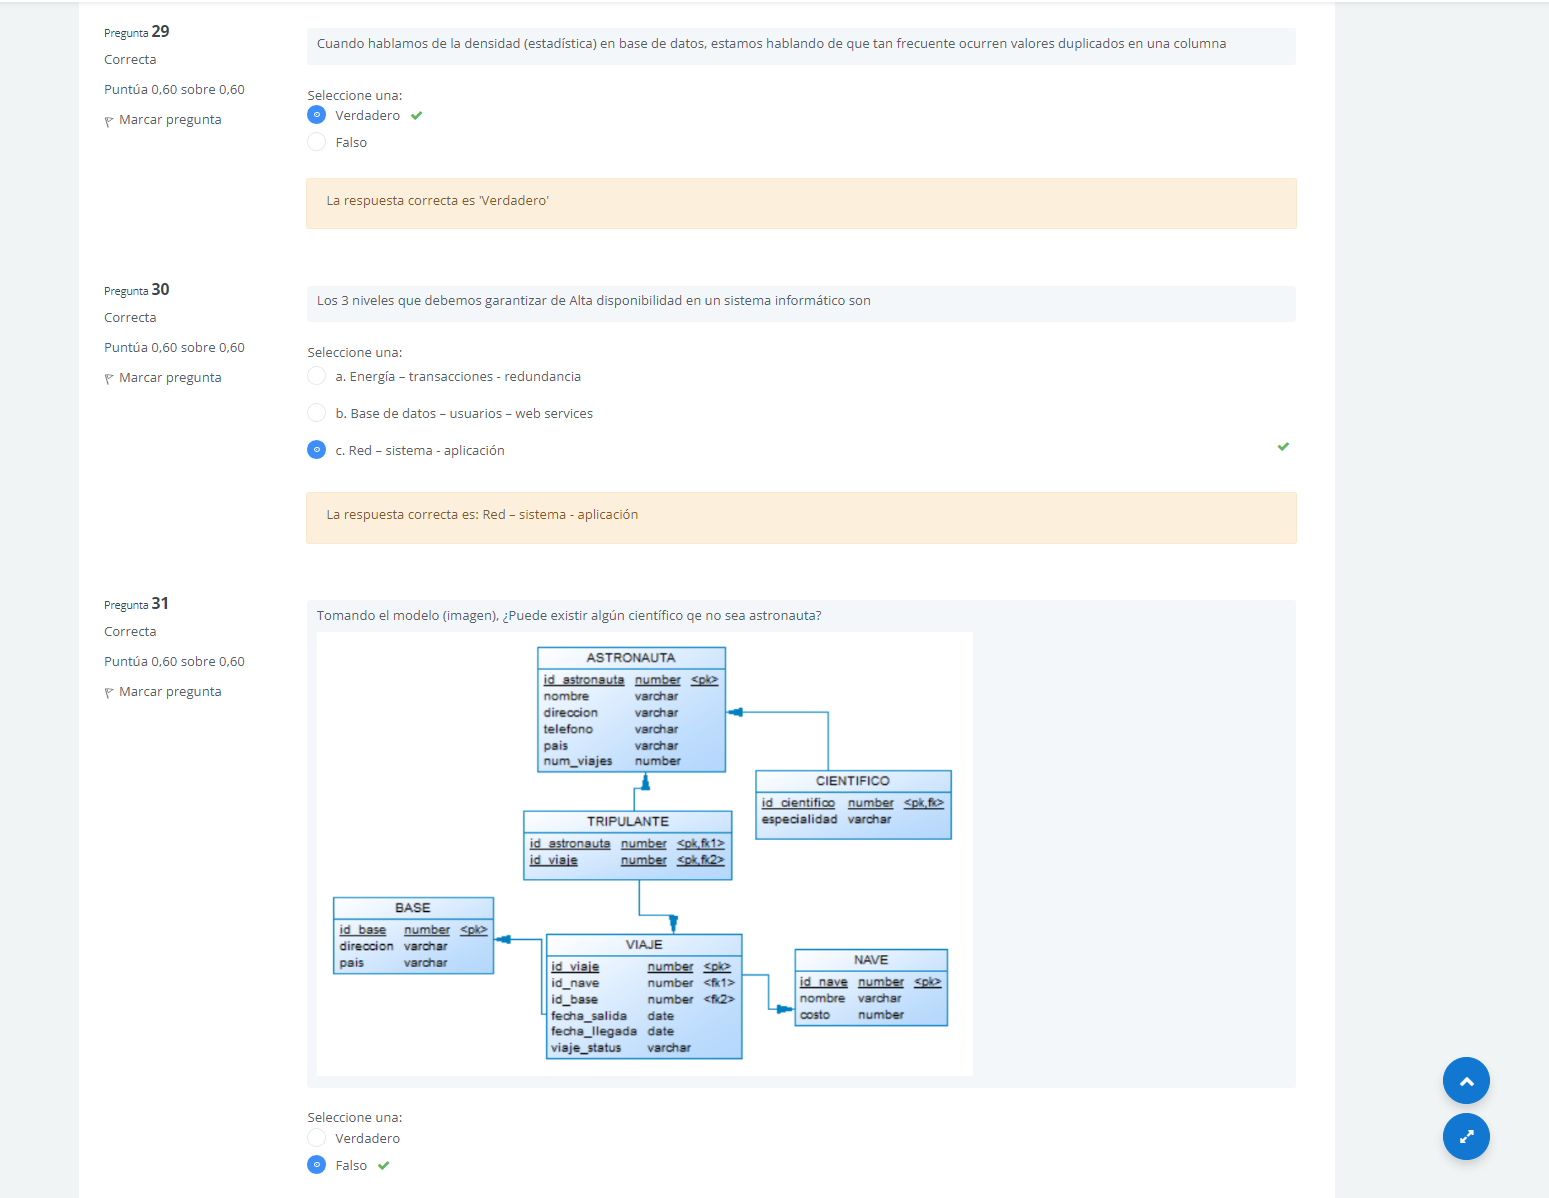 Pregunta 29
Correcta
Puntúa 0,60 sobre 0,60
Marcar pregunta
Cuando hablamos de la densidad (estadística) en base de datos, estamos hablando de que tan frecuente ocurren valores duplicados en una columna
Seleccione una:
Verdadero
Falso
La respuesta correcta es 'Verdadero'
Pregunta 30
Correcta
Puntúa 0,60 sobre 0,60
Marcar pregunta
Los 3 niveles que debemos garantizar de Alta disponibilidad en un sistema informático son
Seleccione una:
a. Energía – transacciones - redundancia
b. Base de datos – usuarios – web services
c. Red – sistema - aplicación
La respuesta correcta es: Red – sistema - aplicación
Pregunta 31
Correcta
Puntúa 0,60 sobre 0,60
Marcar pregunta
Tomando el modelo (imagen), ¿Puede existir algún científico qe no sea astronauta?
ASTRONAUTA
id_astronauta number <pk>
nombre varchar
direccion varchar
telefono varchar
pais varchar
num_viajes number
CIENTIFICO
id_cientifico number <pk,fk>
especialidad varchar
TRIPULANTE
id_astronauta number <pk,fk1>
id_viaje number <pk,fk2>
BASE
id_base number <pk>
direccion varchar
pais varchar
VIAJE
id_viaje number <pk>
id_nave number <fk1>
id_base number <fk2>
fecha_salida date
fecha_llegada date
viaje_status varchar
NAVE
id_nave number <pk>
nombre varchar
costo number
Seleccione una:
Verdadero
Falso